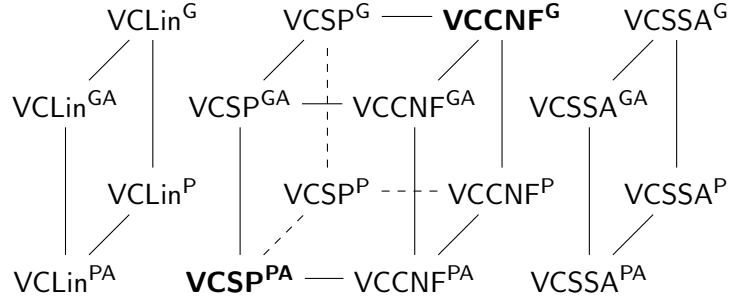 VCLin^G VCSP^G VCCNF^G VCSSA^G
VCLin^GA VCSP^GA VCCNF^GA VCSSA^GA
VCLin^P VCSP^P VCCNF^P VCSSA^P
VCLin^PA VCSP^PA VCCNF^PA VCSSA^PA